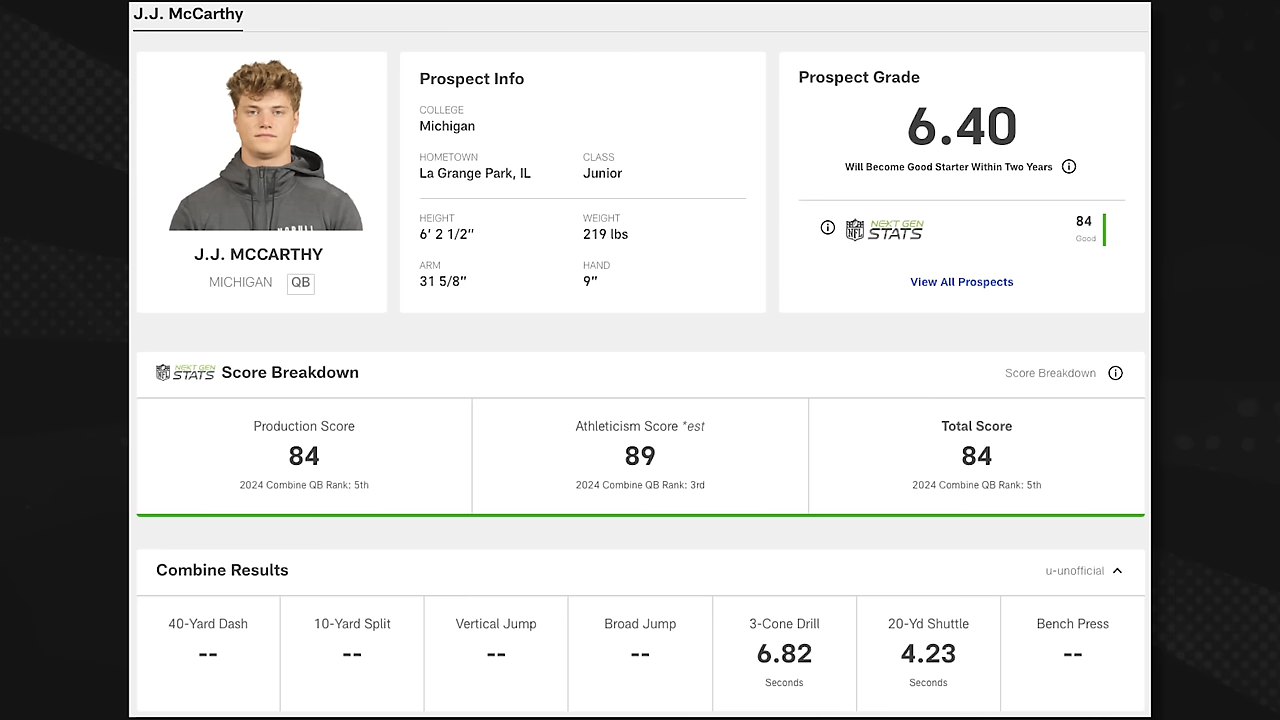 J.J. McCarthy
J.J. MCCARTHY
MICHIGAN QB
Prospect Info
COLLEGE
Michigan
HOMETOWN CLASS
La Grange Park, IL Junior
HEIGHT WEIGHT
6' 2 1/2" 219 lbs
ARM HAND
31 5/8" 9"
Prospect Grade
6.40
Will Become Good Starter Within Two Years
NFL NEXT GEN STATS 84
Good
View All Prospects
NFL NEXT GEN STATS Score Breakdown Score Breakdown
Production Score Athleticism Score *est Total Score
84 89 84
2024 Combine QB Rank: 5th 2024 Combine QB Rank: 3rd 2024 Combine QB Rank: 5th
Combine Results u-unofficial
40-Yard Dash 10-Yard Split Vertical Jump Broad Jump 3-Cone Drill 20-Yd Shuttle Bench Press
-- -- -- -- 6.82 4.23 --
Seconds Seconds